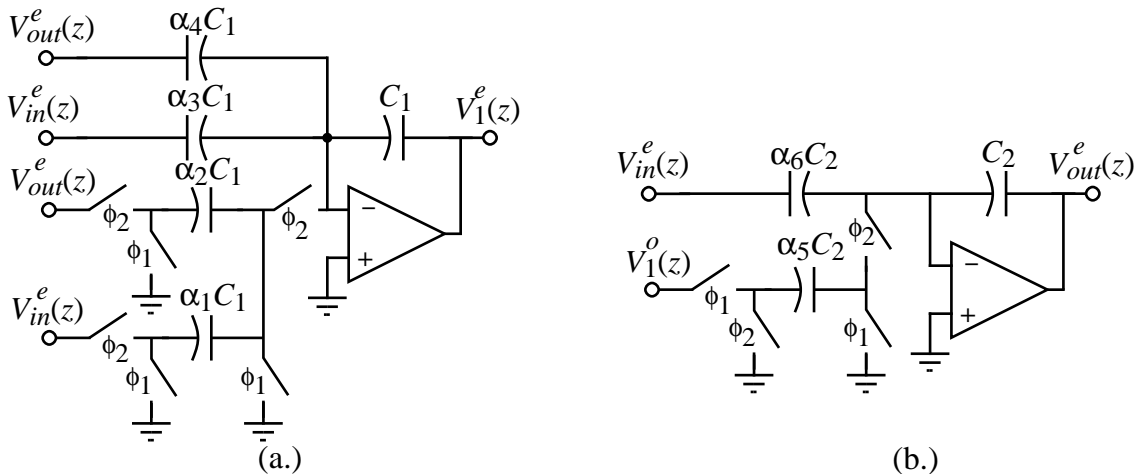 V^e_out(z) α4C1
V^e_in(z) α3C1 C1 V^e_1(z)
V^e_out(z) α2C1
ϕ2 ϕ2 −
ϕ1 +
V^e_in(z) α1C1
ϕ2
ϕ1 ϕ1
(a.)
V^e_in(z) α6C2 C2 V^e_out(z)
ϕ2
V^o_1(z) α5C2 −
ϕ1 +
ϕ2 ϕ1
(b.)